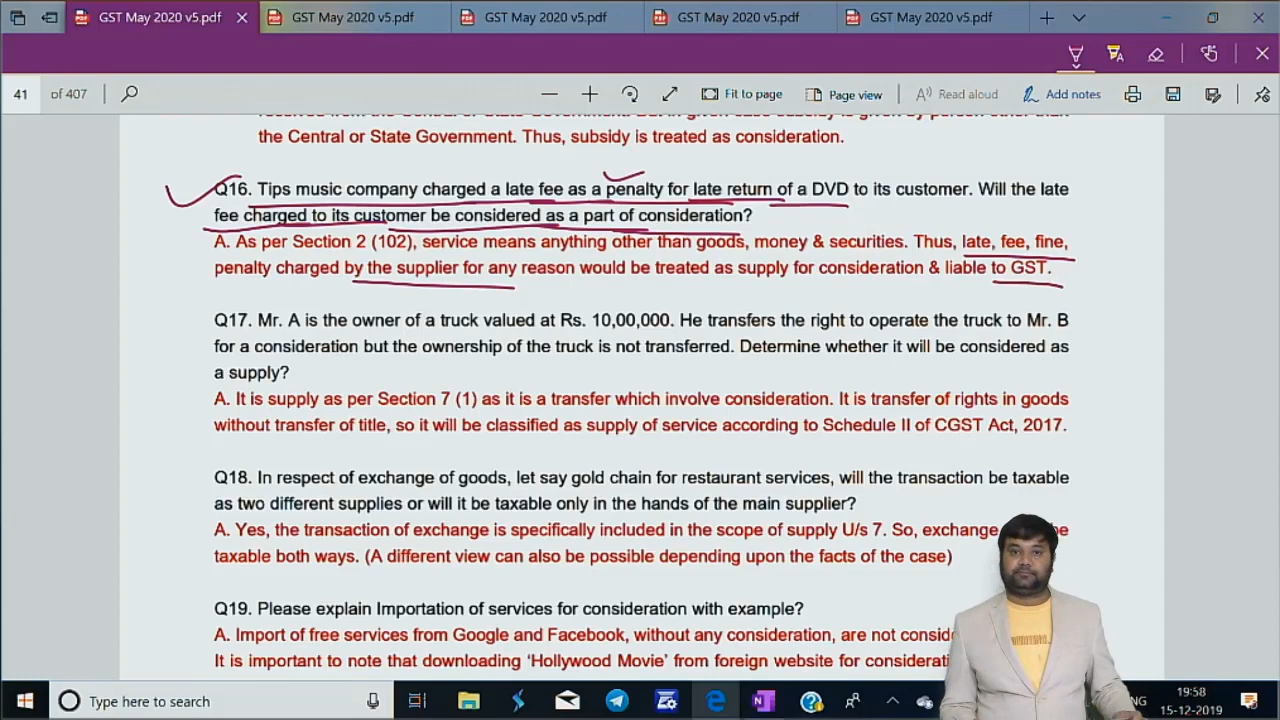 GST May 2020 v5.pdf
GST May 2020 v5.pdf
GST May 2020 v5.pdf
GST May 2020 v5.pdf
GST May 2020 v5.pdf
41 of 407
Fit to page
Page view
Read aloud
Add notes
the Central or State Government. Thus, subsidy is treated as consideration.
Q16. Tips music company charged a late fee as a penalty for late return of a DVD to its customer. Will the late
fee charged to its customer be considered as a part of consideration?
A. As per Section 2 (102), service means anything other than goods, money & securities. Thus, late, fee, fine,
penalty charged by the supplier for any reason would be treated as supply for consideration & liable to GST.
Q17. Mr. A is the owner of a truck valued at Rs. 10,00,000. He transfers the right to operate the truck to Mr. B
for a consideration but the ownership of the truck is not transferred. Determine whether it will be considered as
a supply?
A. It is supply as per Section 7 (1) as it is a transfer which involve consideration. It is transfer of rights in goods
without transfer of title, so it will be classified as supply of service according to Schedule II of CGST Act, 2017.
Q18. In respect of exchange of goods, let say gold chain for restaurant services, will the transaction be taxable
as two different supplies or will it be taxable only in the hands of the main supplier?
A. Yes, the transaction of exchange is specifically included in the scope of supply U/s 7. So, exchange
taxable both ways. (A different view can also be possible depending upon the facts of the case)
Q19. Please explain Importation of services for consideration with example?
A. Import of free services from Google and Facebook, without any consideration, are not
It is important to note that downloading 'Hollywood Movie' from foreign website for
Type here to search
19:58
15-12-2019